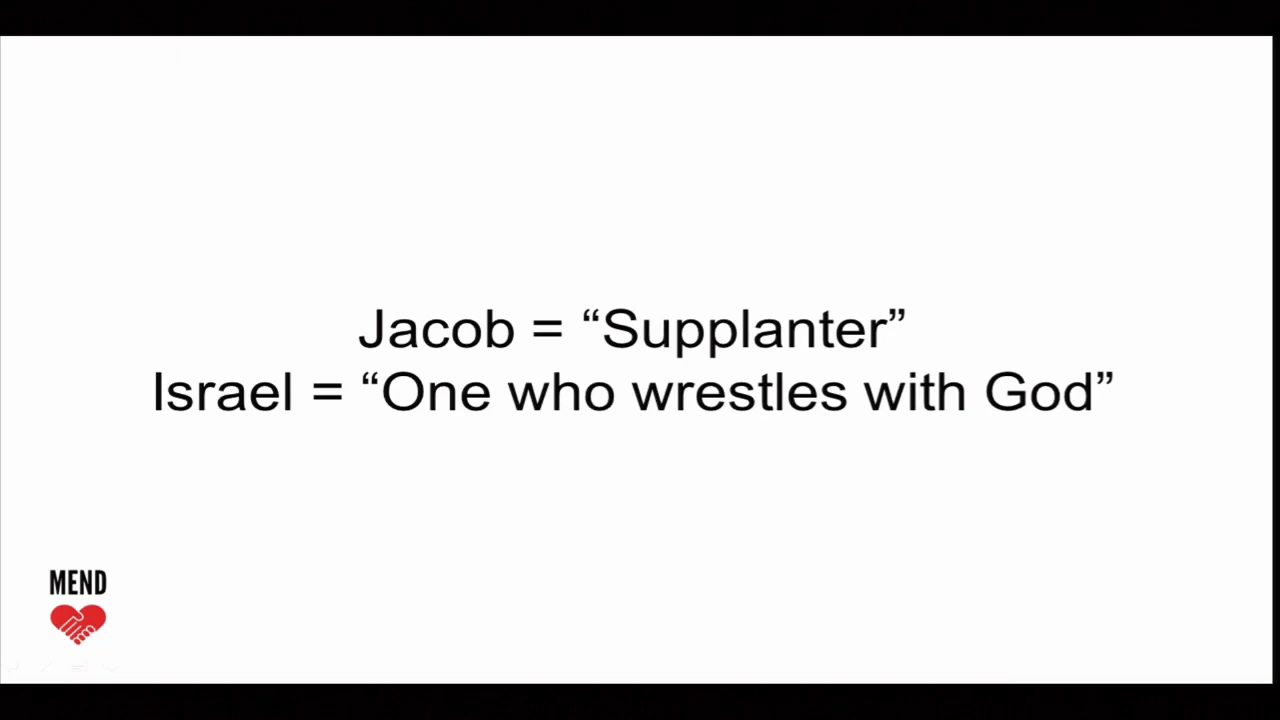 Jacob = “Supplanter”
Israel = “One who wrestles with God”
MEND